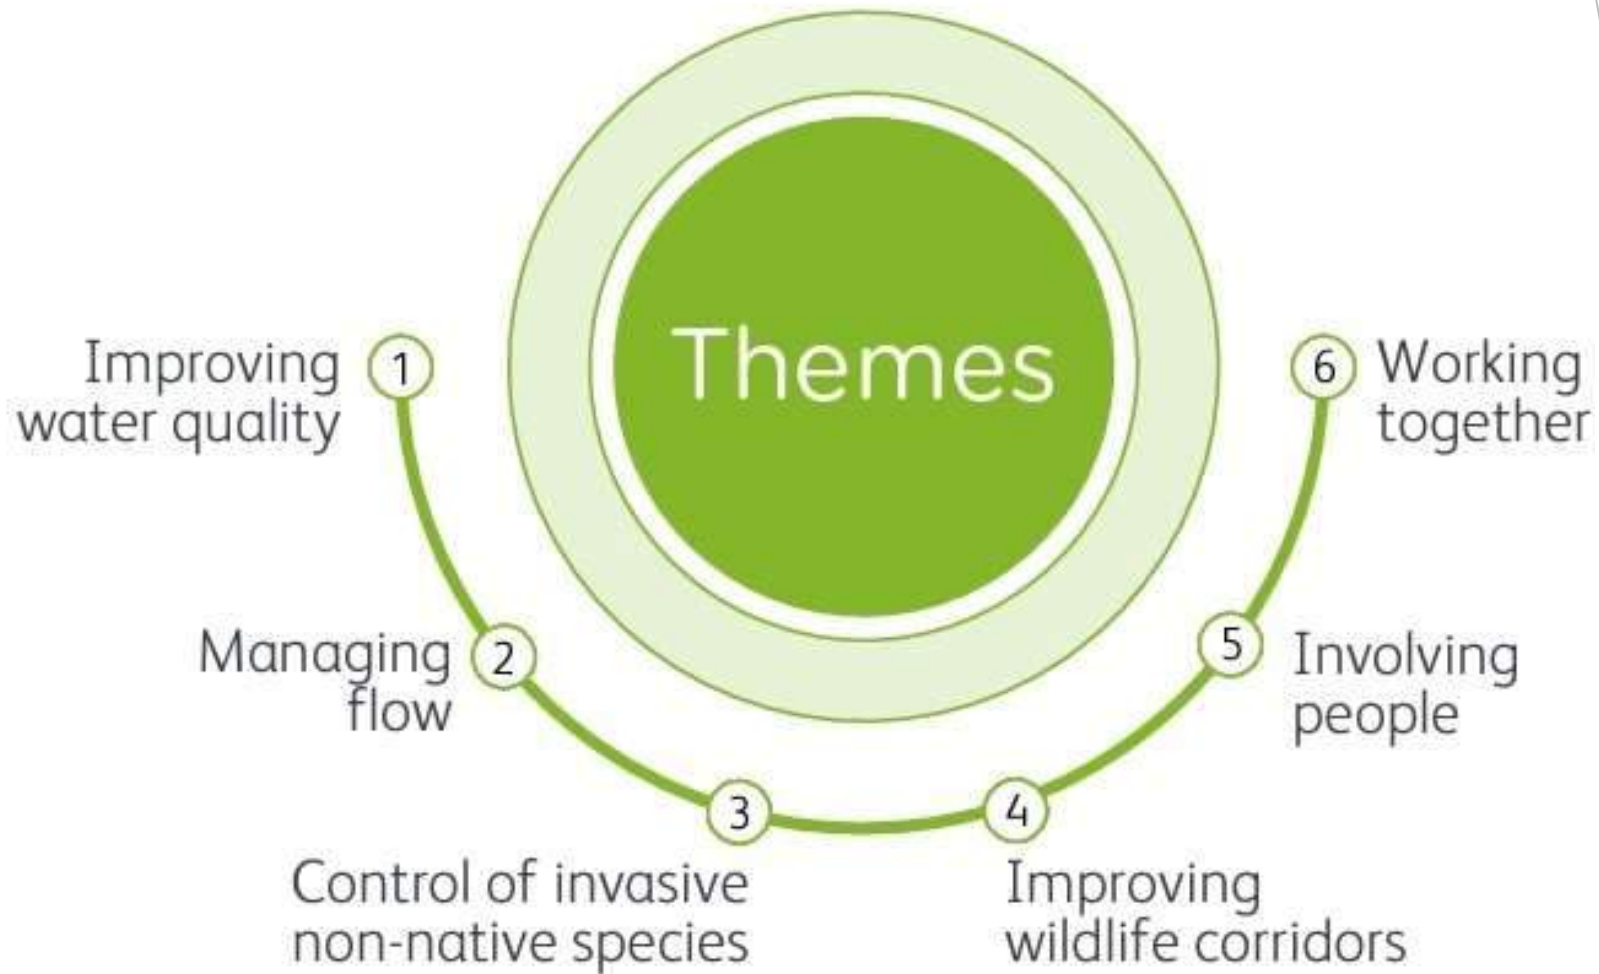 Themes
1
Improving
water quality
2
Managing
flow
3
Control of invasive
non-native species
4
Improving
wildlife corridors
5
Involving
people
6
Working
together